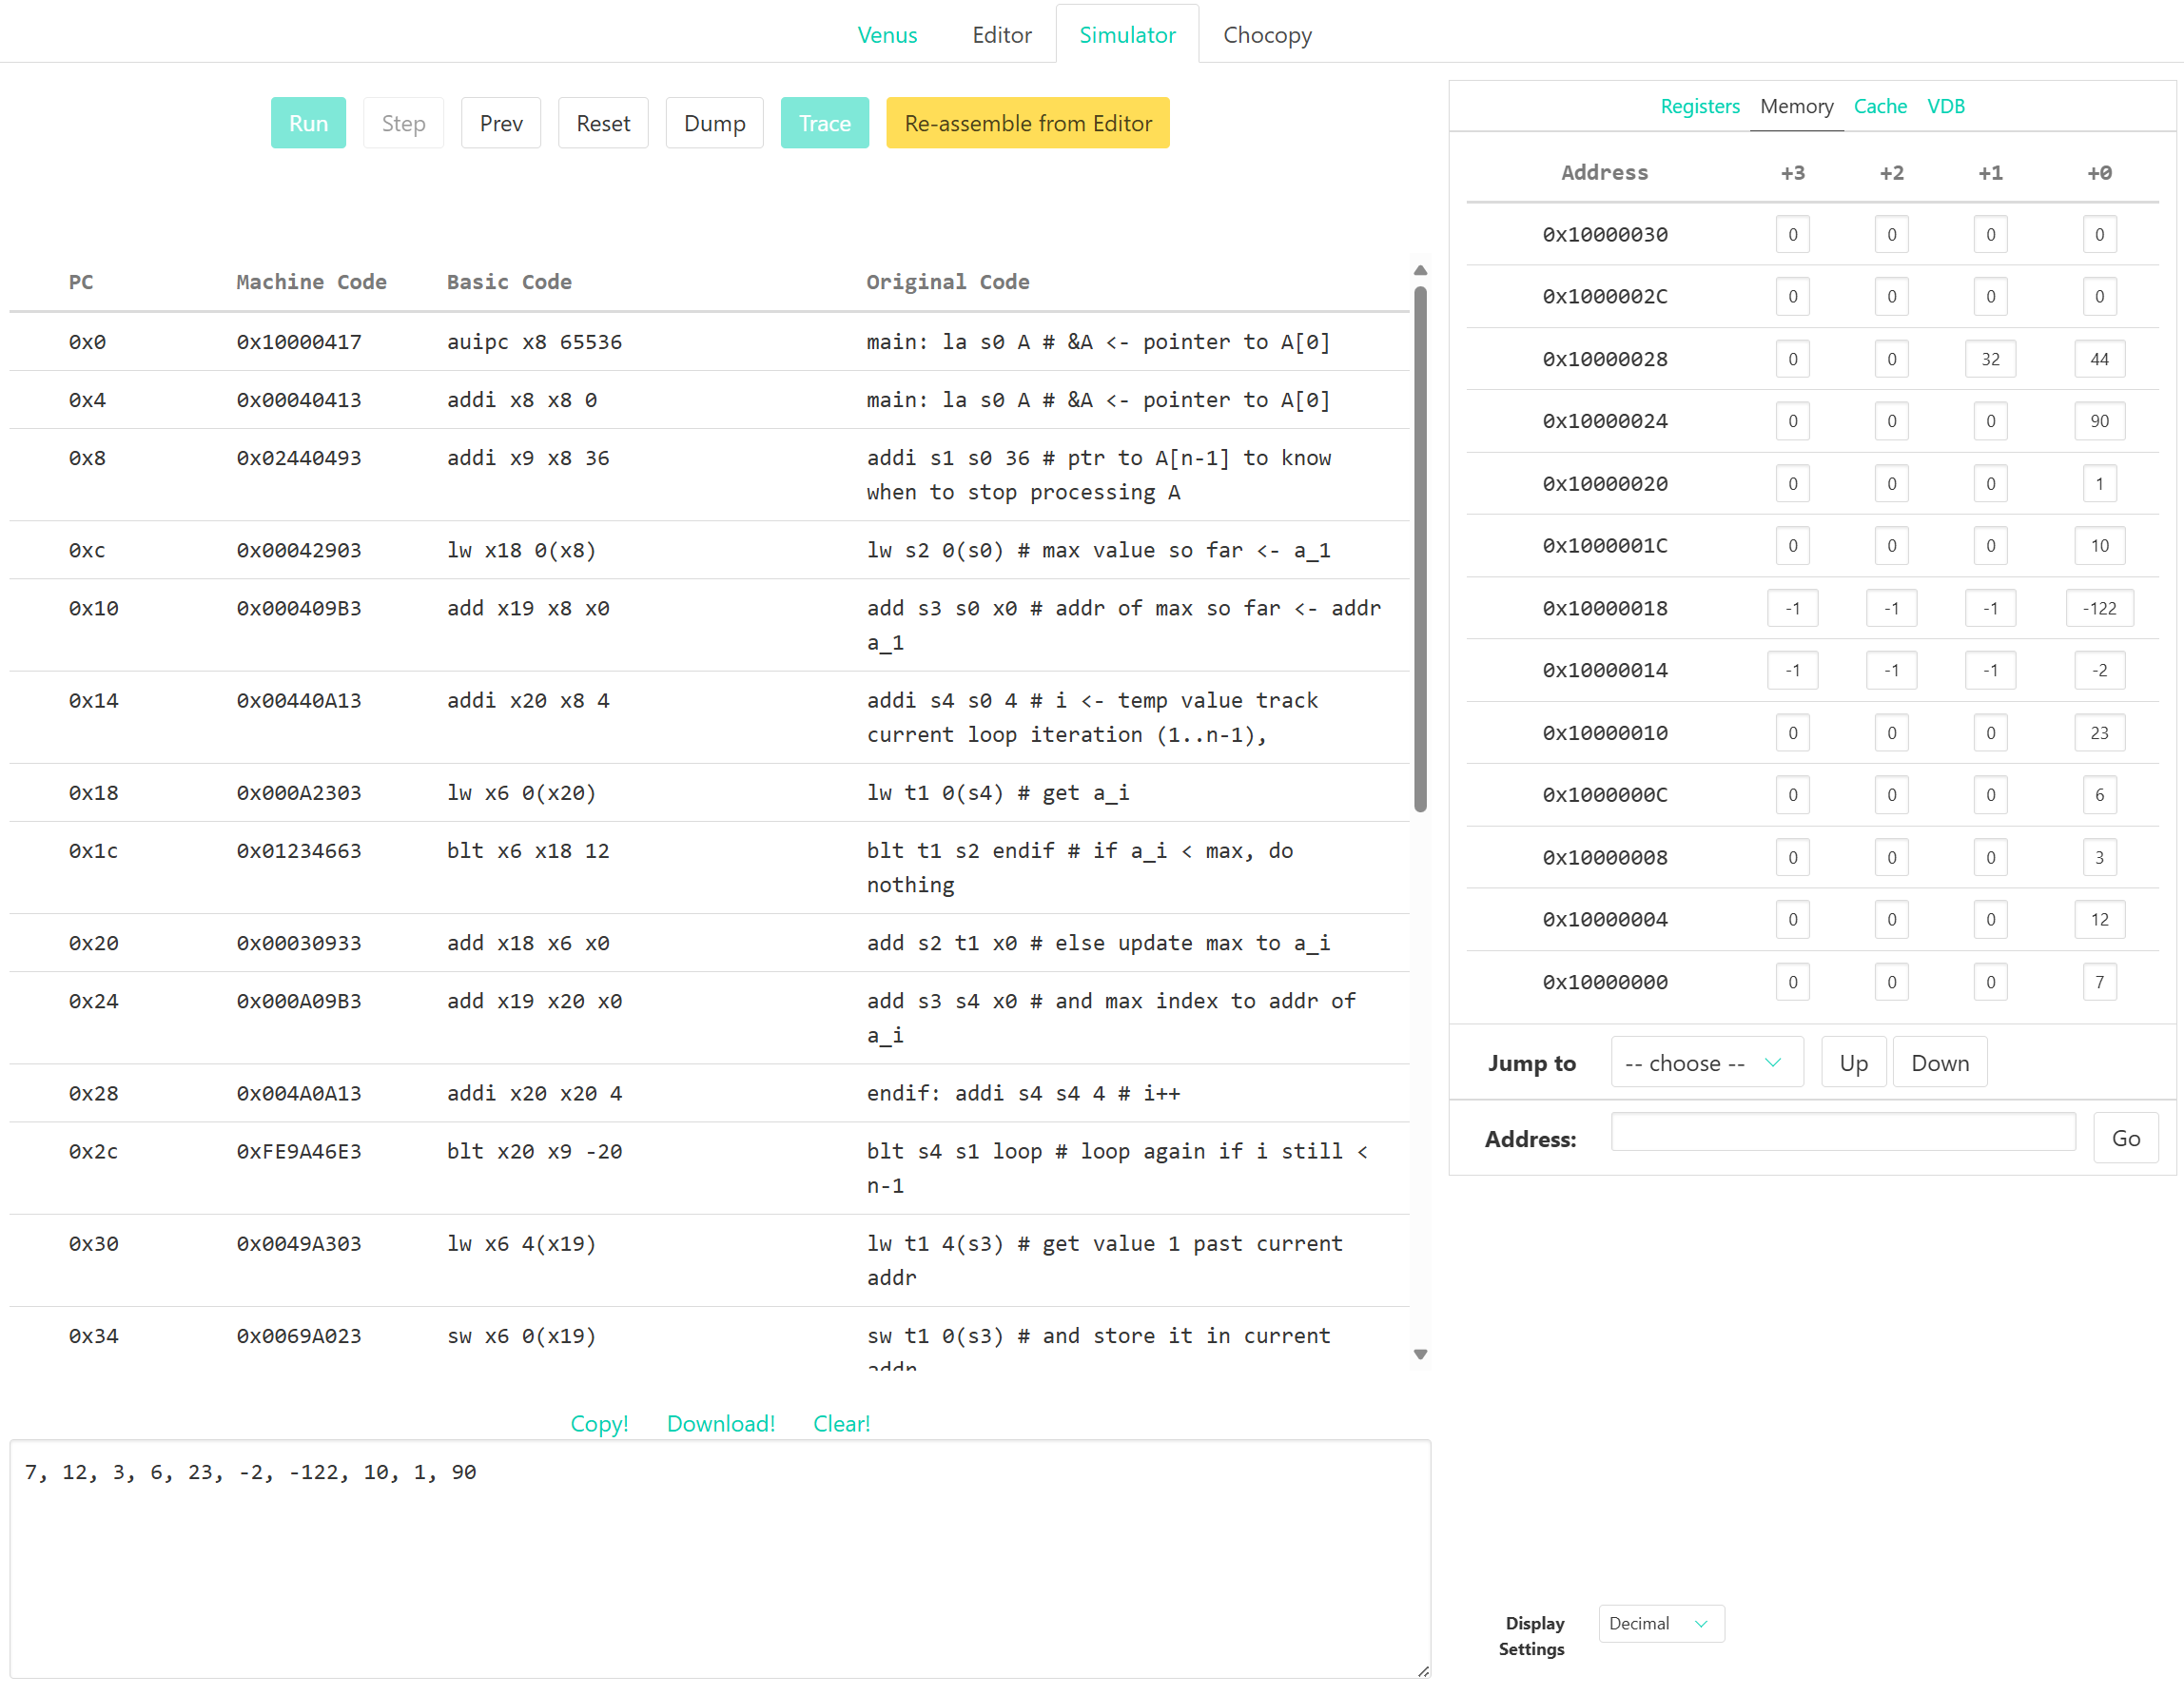 Venus Editor Simulator Chocopy
Run Step Prev Reset Dump Trace Re-assemble from Editor
PC Machine Code Basic Code Original Code
0x0 0x10000417 auipc x8 65536 main: la s0 A # &A <- pointer to A[0]
0x4 0x00040413 addi x8 x8 0 main: la s0 A # &A <- pointer to A[0]
0x8 0x02440493 addi x9 x8 36 addi s1 s0 36 # ptr to A[n-1] to know
when to stop processing A
0xc 0x00042903 lw x18 0(x8) lw s2 0(s0) # max value so far <- a_1
0x10 0x000409B3 add x19 x8 x0 add s3 s0 x0 # addr of max so far <- addr
a_1
0x14 0x00440A13 addi x20 x8 4 addi s4 s0 4 # i <- temp value track
current loop iteration (1..n-1),
0x18 0x000A2303 lw x6 0(x20) lw t1 0(s4) # get a_i
0x1c 0x01234663 blt x6 x18 12 blt t1 s2 endif # if a_i < max, do
nothing
0x20 0x00030933 add x18 x6 x0 add s2 t1 x0 # else update max to a_i
0x24 0x000A09B3 add x19 x20 x0 add s3 s4 x0 # and max index to addr of
a_i
0x28 0x004A0A13 addi x20 x20 4 endif: addi s4 s4 4 # i++
0x2c 0xFE9A46E3 blt x20 x9 -20 blt s4 s1 loop # loop again if i still <
n-1
0x30 0x0049A303 lw x6 4(x19) lw t1 4(s3) # get value 1 past current
addr
0x34 0x0069A023 sw x6 0(x19) sw t1 0(s3) # and store it in current
addr
Copy! Download! Clear!
7, 12, 3, 6, 23, -2, -122, 10, 1, 90
Registers Memory Cache VDB
Address +3 +2 +1 +0
0x10000030 0 0 0 0
0x1000002C 0 0 0 0
0x10000028 0 0 32 44
0x10000024 0 0 0 90
0x10000020 0 0 0 1
0x1000001C 0 0 0 10
0x10000018 -1 -1 -1 -122
0x10000014 -1 -1 -1 -2
0x10000010 0 0 0 23
0x1000000C 0 0 0 6
0x10000008 0 0 0 3
0x10000004 0 0 0 12
0x10000000 0 0 0 7
Jump to -- choose -- Up Down
Address: Go
Display
Settings
Decimal